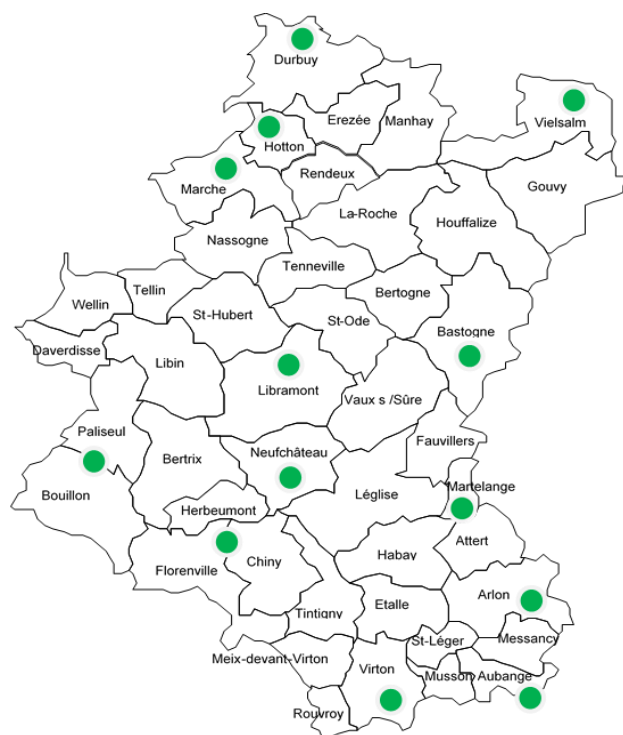 Durbuy
Erezée
Manhay
Vielsalm
Hotton
Rendeux
Marche
Gouvy
La-Roche
Houffalize
Nassogne
Tenneville
Tellin
Bertogne
Wellin
St-Hubert
St-Ode
Bastogne
Daverdisse
Libin
Libramont
Vaux s /Sûre
Paliseul
Fauvillers
Neufchâteau
Bertrix
Martelange
Bouillon
Léglise
Herbeumont
Attert
Habay
Chiny
Florenville
Arlon
Etalle
Tintigny
Messancy
St-Léger
Meix-devant-Virton
Virton
Musson
Aubange
Rouvroy